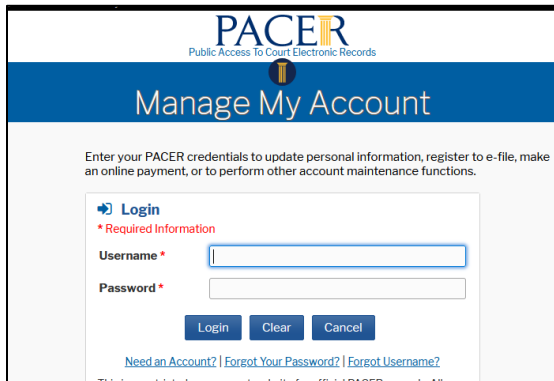 PACER
Public Access To Court Electronic Records
Manage My Account
Enter your PACER credentials to update personal information, register to e-file, make
an online payment, or to perform other account maintenance functions.
Login
* Required Information
Username *
Password *
Login Clear Cancel
Need an Account? | Forgot Your Password? | Forgot Username?